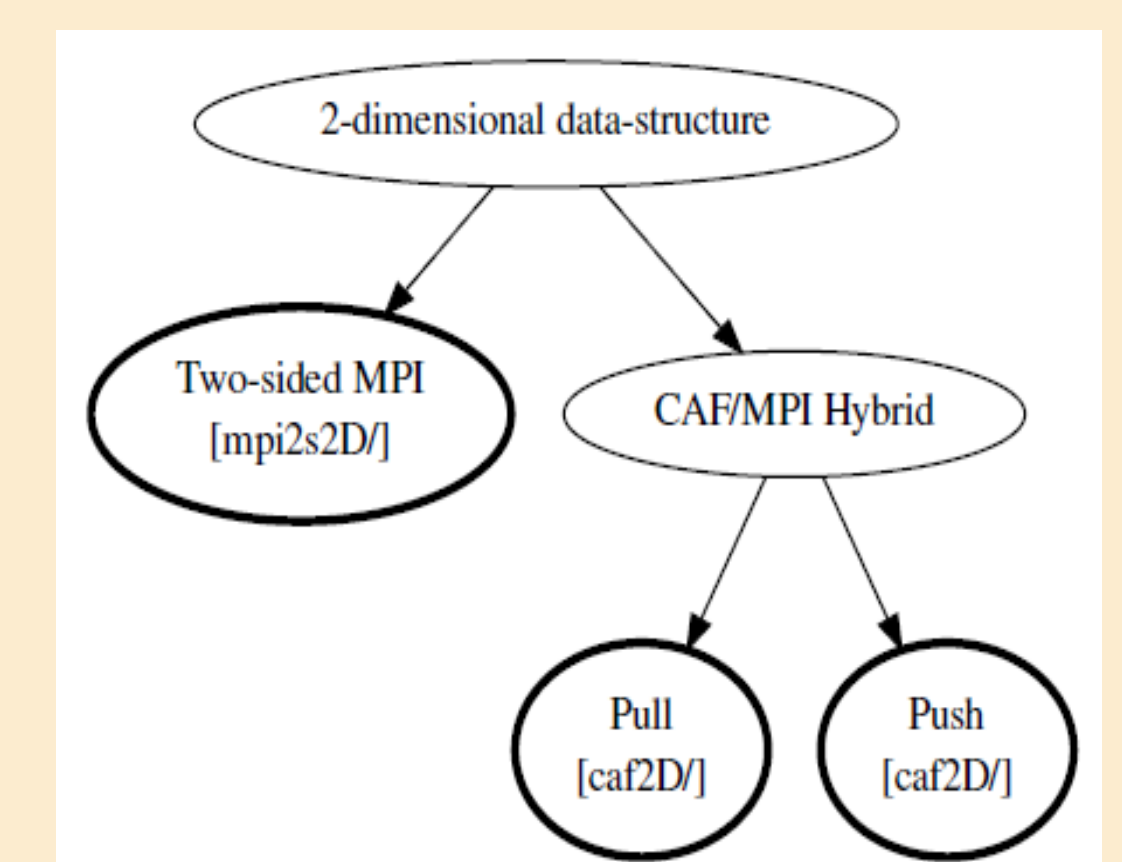 2-dimensional data-structure
Two-sided MPI
[mpi2s2D/]
CAF/MPI Hybrid
Pull
[caf2D/]
Push
[caf2D/]